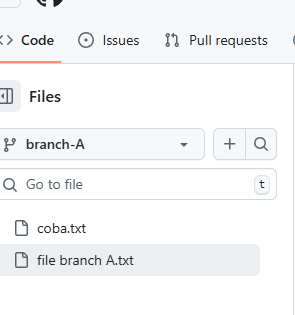 Code Issues Pull requests
Files
branch-A
Go to file t
coba.txt
file branch A.txt